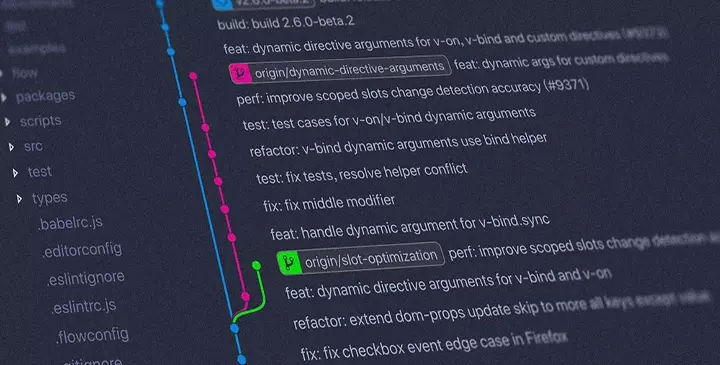 dist
examples
flow
packages
scripts
src
test
types
.babelrc.js
.editorconfig
.eslintignore
.eslintrc.js
.flowconfig
.gitignore
v2.6.0-beta.2
build: build 2.6.0-beta.2
feat: dynamic directive arguments for v-on, v-bind and custom directives (#9373)
origin/dynamic-directive-arguments feat: dynamic args for custom directives
perf: improve scoped slots change detection accuracy (#9371)
test: test cases for v-on/v-bind dynamic arguments
refactor: v-bind dynamic arguments use bind helper
test: fix tests, resolve helper conflict
fix: fix middle modifier
feat: handle dynamic argument for v-bind.sync
origin/slot-optimization perf: improve scoped slots change detection
feat: dynamic directive arguments for v-bind and v-on
refactor: extend dom-props update skip to more all keys except value
fix: fix checkbox event edge case in Firefox